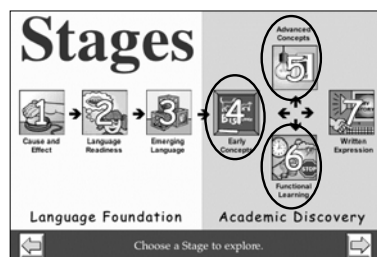 Stages
Advanced
Concepts
5
1
2
3
4
7
Cause and
Effect
Language
Readiness
Emerging
Language
Early
Concepts
Written
Expression
6
Functional
Learning
Language Foundation
Academic Discovery
Choose a Stage to explore.